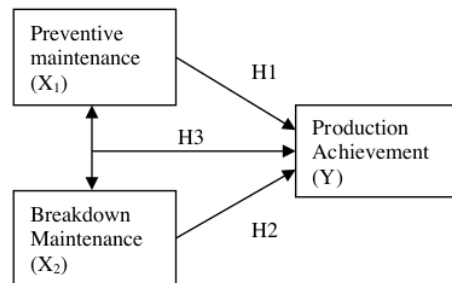 Preventive
maintenance
(X₁)
H1
H3
Production
Achievement
(Y)
Breakdown
Maintenance
(X₂)
H2